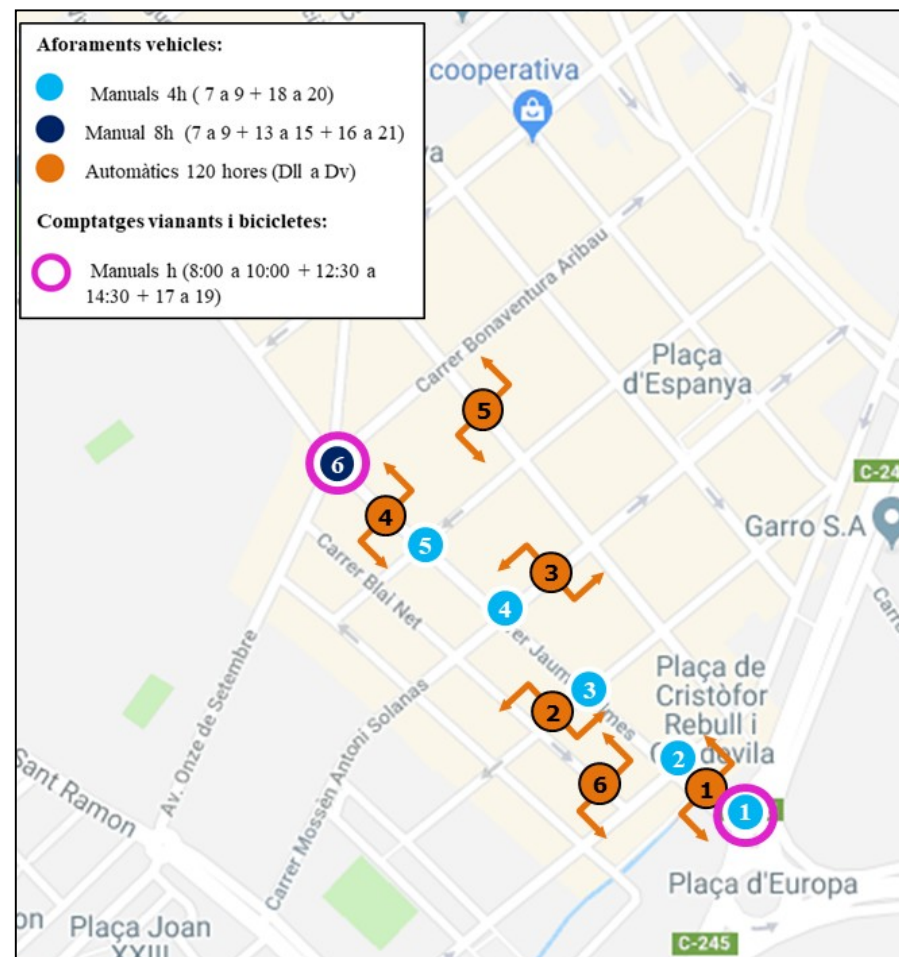 Aforaments vehicles:
Manuals 4h ( 7 a 9 + 18 a 20)
Manual 8h (7 a 9 + 13 a 15 + 16 a 21)
Automàtics 120 hores (Dll a Dv)
Comptatges vianants i bicicletes:
Manuals h (8:00 a 10:00 + 12:30 a
14:30 + 17 a 19)
cooperativa
Carrer Bonaventura Aribau
Plaça
d'Espanya
5
6
C-24
4
Garro S.A
5
3
Carrer Blai Net
4
Plaça de
Cristòfor
Rebull i
3
2
2
6
1
1
Av. Onze de Setembre
Carrer Mossèn Antoni Solanas
Sant Ramon
Plaça d'Europa
Plaça Joan
XXIII
C-245